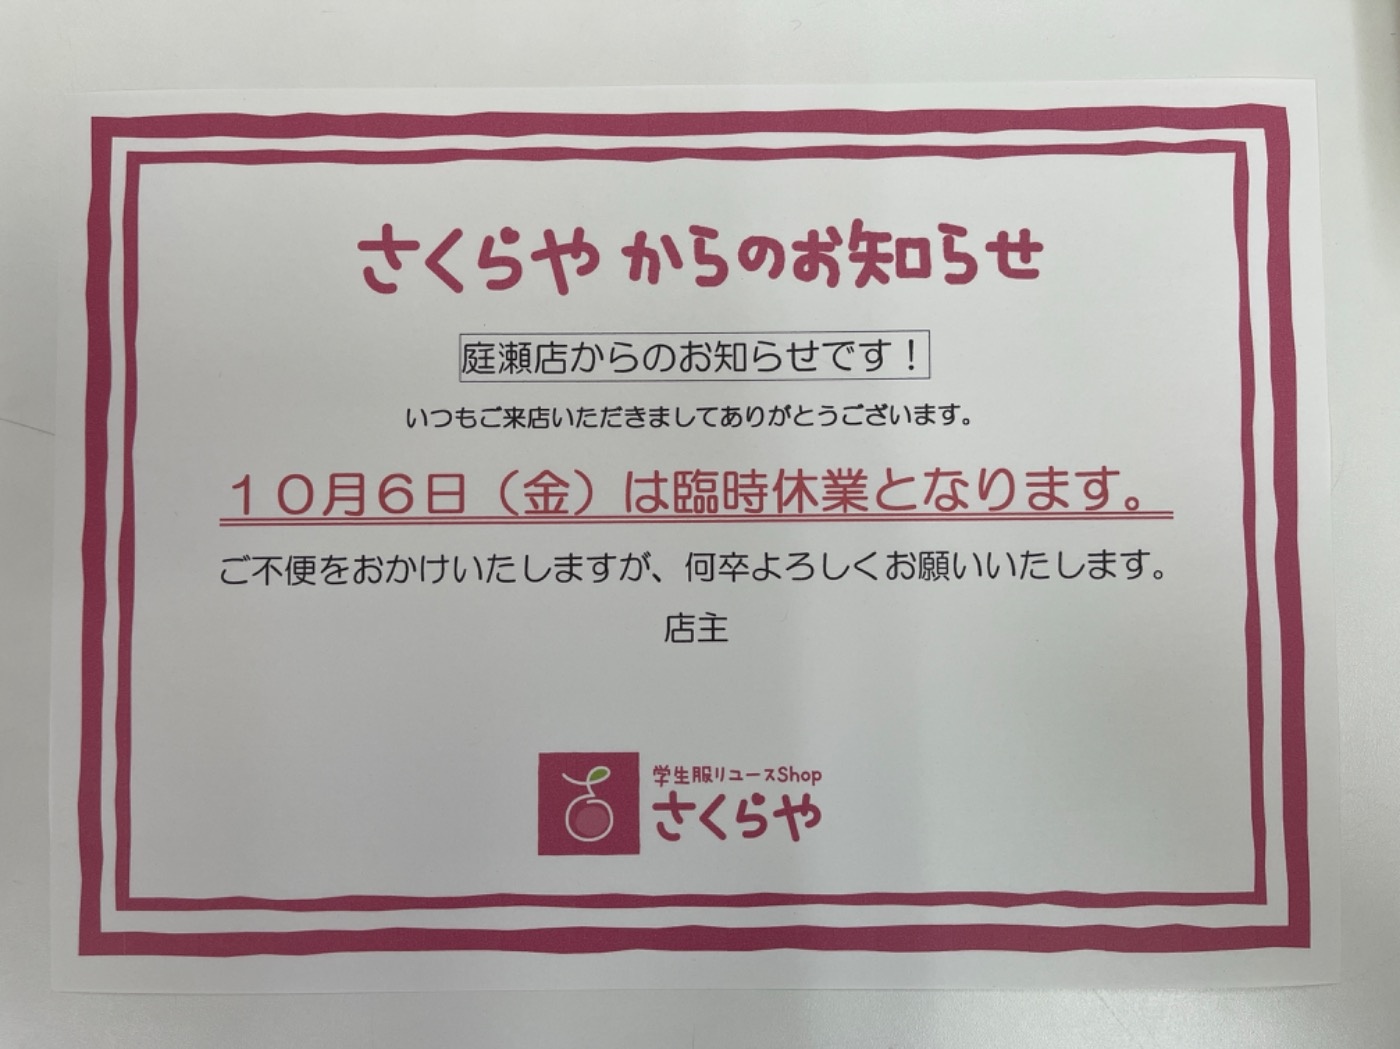 さくらや からのお知らせ
庭瀬店からのお知らせです！
いつもご来店いただきましてありがとうございます。
１０月６日（金）は臨時休業となります。
ご不便をおかけいたしますが、何卒よろしくお願いいたします。
店主
学生服リユースShop
さくらや